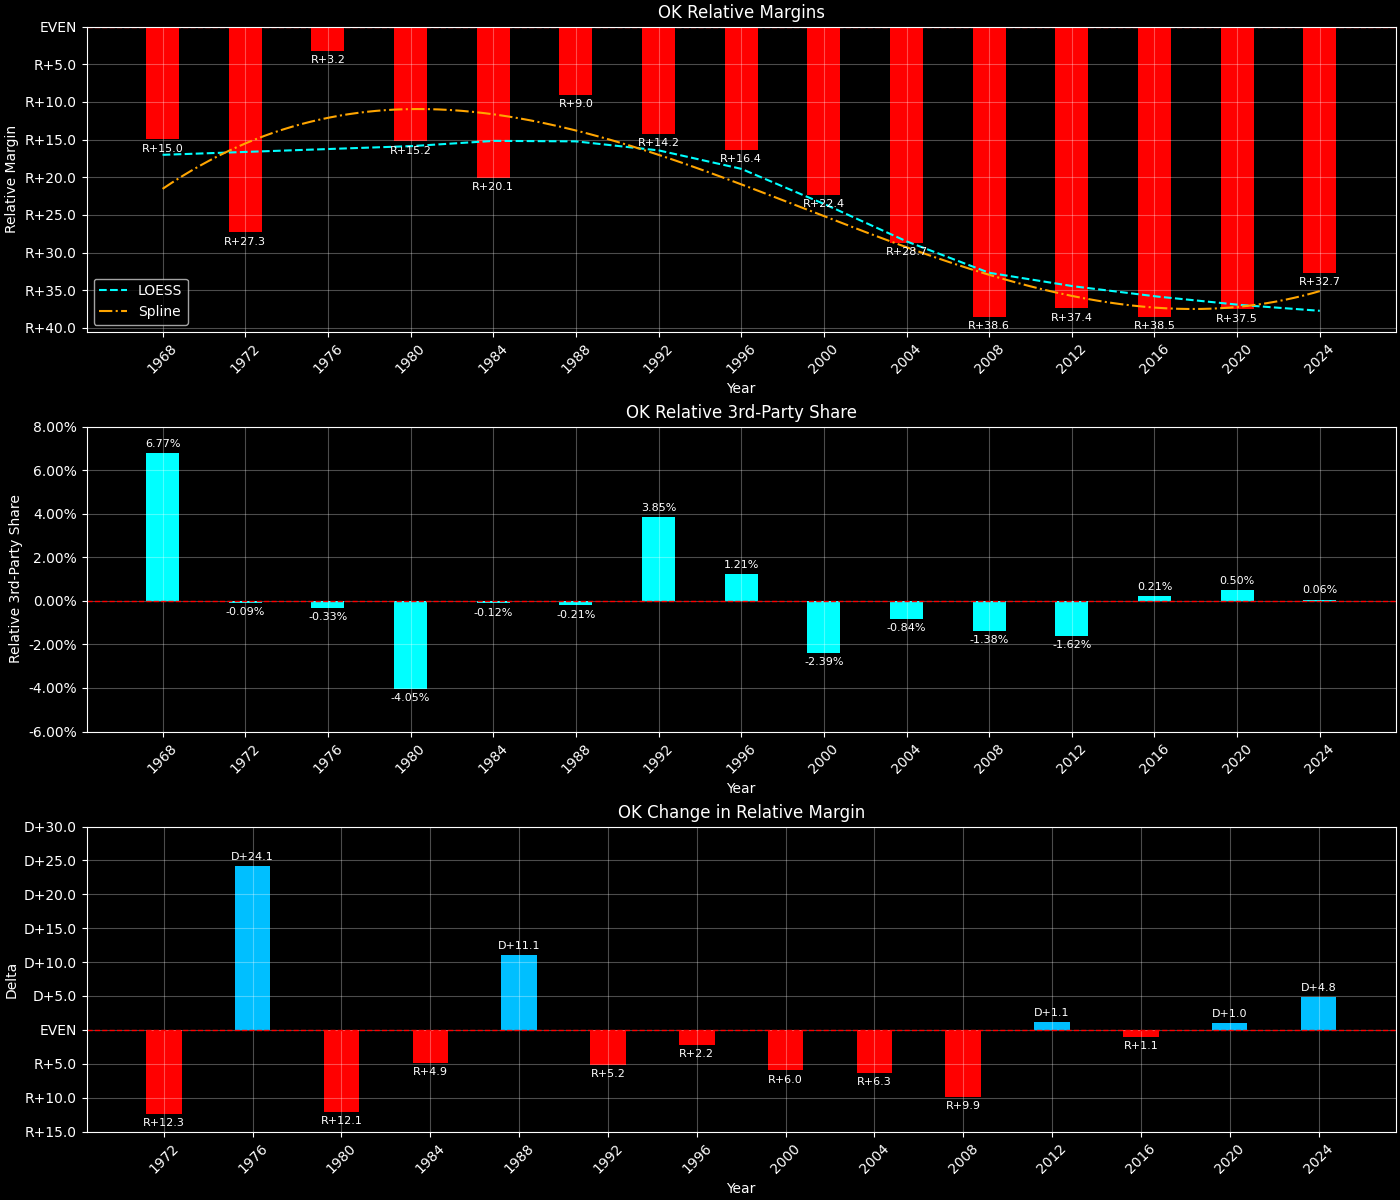 OK Relative Margins
Relative Margin
EVEN
R+5.0
R+10.0
R+15.0
R+20.0
R+25.0
R+30.0
R+35.0
R+40.0
R+15.0
R+27.3
R+3.2
R+15.2
R+20.1
R+9.0
R+14.2
R+16.4
R+22.4
R+28.7
R+38.6
R+37.4
R+38.5
R+37.5
R+32.7
LOESS
Spline
1968
1972
1976
1980
1984
1988
1992
1996
2000
2004
2008
2012
2016
2020
2024
Year
OK Relative 3rd-Party Share
Relative 3rd-Party Share
8.00%
6.00%
4.00%
2.00%
0.00%
-2.00%
-4.00%
-6.00%
6.77%
-0.09%
-0.33%
-4.05%
-0.12%
-0.21%
3.85%
1.21%
-2.39%
-0.84%
-1.38%
-1.62%
0.21%
0.50%
0.06%
1968
1972
1976
1980
1984
1988
1992
1996
2000
2004
2008
2012
2016
2020
2024
Year
OK Change in Relative Margin
Delta
D+30.0
D+25.0
D+20.0
D+15.0
D+10.0
D+5.0
EVEN
R+5.0
R+10.0
R+15.0
R+12.3
D+24.1
R+12.1
R+4.9
D+11.1
R+5.2
R+2.2
R+6.0
R+6.3
R+9.9
D+1.1
R+1.1
D+1.0
D+4.8
1972
1976
1980
1984
1988
1992
1996
2000
2004
2008
2012
2016
2020
2024
Year